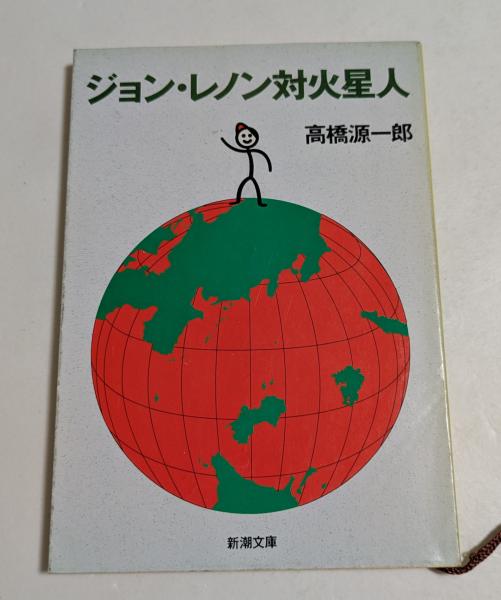 ジョン・レノン対火星人
高橋源一郎
新潮文庫